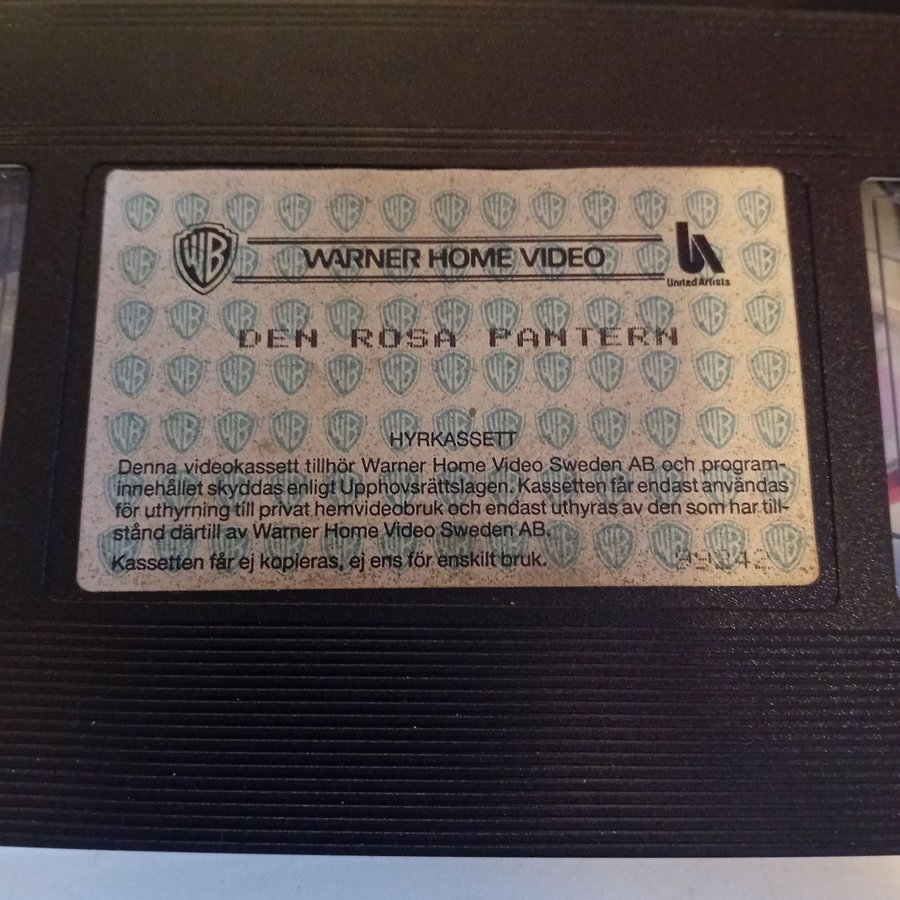 WARNER HOME VIDEO
United Artists
DEN ROSA PANTERN
HYRKASSETT
Denna videokassett tillhör Warner Home Video Sweden AB och program-
innehållet skyddas enligt Upphovsrättslagen. Kassetten får endast användas
för uthyrning till privat hemvideobruk och endast uthyras av den som har till-
stånd därtill av Warner Home Video Sweden AB.
Kassetten får ej kopieras, ej ens för enskilt bruk.